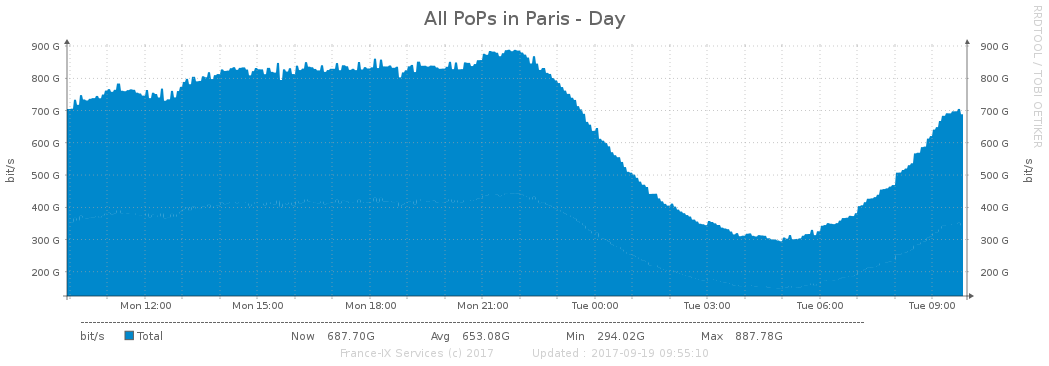 All PoPs in Paris - Day
RRDTOOL / TOBI OETIKER
900 G 900 G
800 G 800 G
700 G 700 G
600 G 600 G
500 G 500 G
400 G 400 G
300 G 300 G
200 G 200 G
bit/s bit/s
Mon 12:00 Mon 15:00 Mon 18:00 Mon 21:00 Tue 00:00 Tue 03:00 Tue 06:00 Tue 09:00
bit/s Total Now 687.70G Avg 653.08G Min 294.02G Max 887.78G
France-IX Services (c) 2017 Updated : 2017-09-19 09:55:10